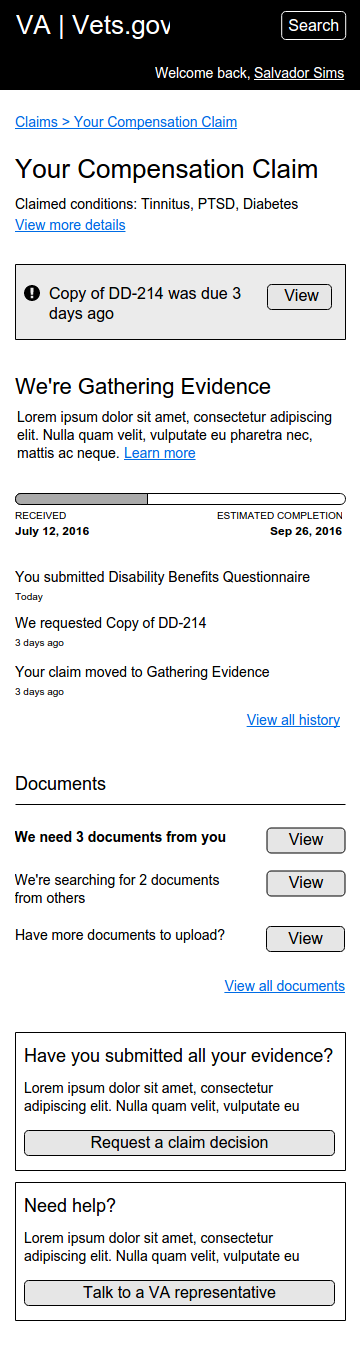 VA | Vets.gov
Search
Welcome back, Salvador Sims
Claims > Your Compensation Claim
Your Compensation Claim
Claimed conditions: Tinnitus, PTSD, Diabetes
View more details
Copy of DD-214 was due 3
days ago
View
We're Gathering Evidence
Lorem ipsum dolor sit amet, consectetur adipiscing
elit. Nulla quam velit, vulputate eu pharetra nec,
mattis ac neque. Learn more
RECEIVED
July 12, 2016
ESTIMATED COMPLETION
Sep 26, 2016
You submitted Disability Benefits Questionnaire
Today
We requested Copy of DD-214
3 days ago
Your claim moved to Gathering Evidence
3 days ago
View all history
Documents
We need 3 documents from you
View
We're searching for 2 documents
from others
View
Have more documents to upload?
View
View all documents
Have you submitted all your evidence?
Lorem ipsum dolor sit amet, consectetur
adipiscing elit. Nulla quam velit, vulputate eu
Request a claim decision
Need help?
Lorem ipsum dolor sit amet, consectetur
adipiscing elit. Nulla quam velit, vulputate eu
Talk to a VA representative